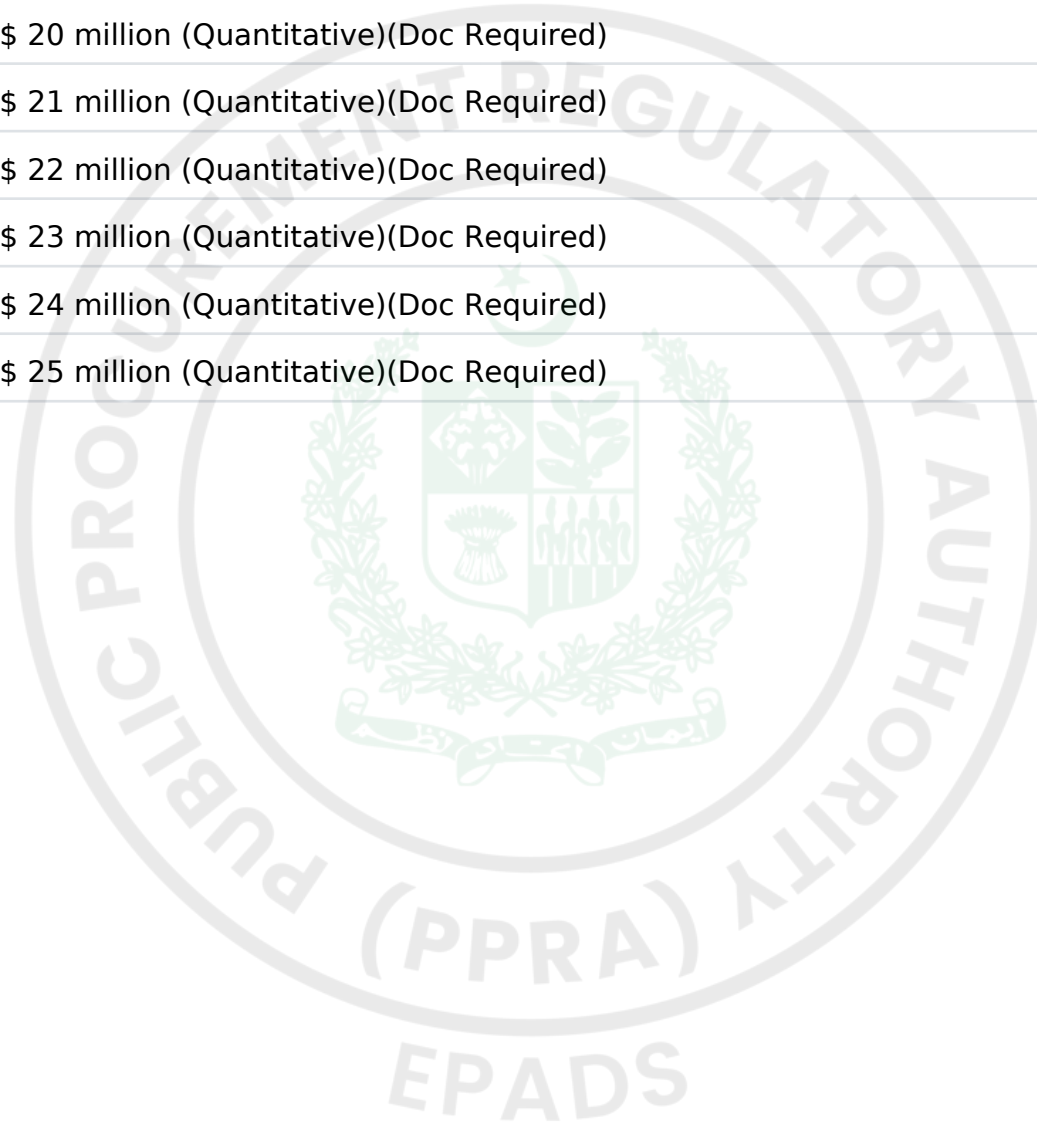 $ 20 million (Quantitative)(Doc Required)
$ 21 million (Quantitative)(Doc Required)
$ 22 million (Quantitative)(Doc Required)
$ 23 million (Quantitative)(Doc Required)
$ 24 million (Quantitative)(Doc Required)
$ 25 million (Quantitative)(Doc Required)
PUBLIC PROCUREMENT REGULATORY AUTHORITY
(PPRA)
EPADS